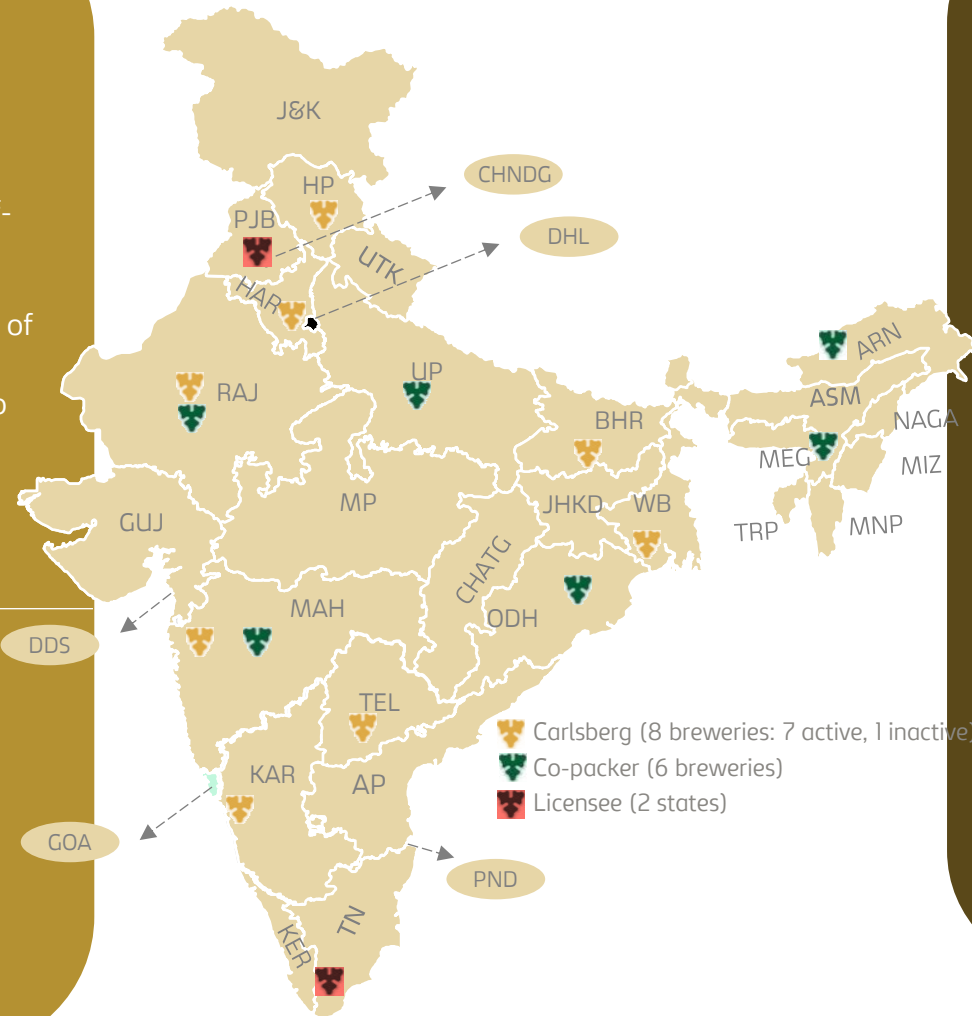 J&K
CHNDG
HP
-
PJB
DHL
UTK
HAR
of
UP
RAJ
ARN
ASM
BHR
NAGA
MEG
MIZ
MP
JHKD
WB
GUJ
TRP
MNP
CHATG
MAH
ODH
DDS
TEL
Carlsberg (8 breweries: 7 active, 1 inactive)
KAR
Co-packer (6 breweries)
AP
Licensee (2 states)
GOA
PND
TN
KER